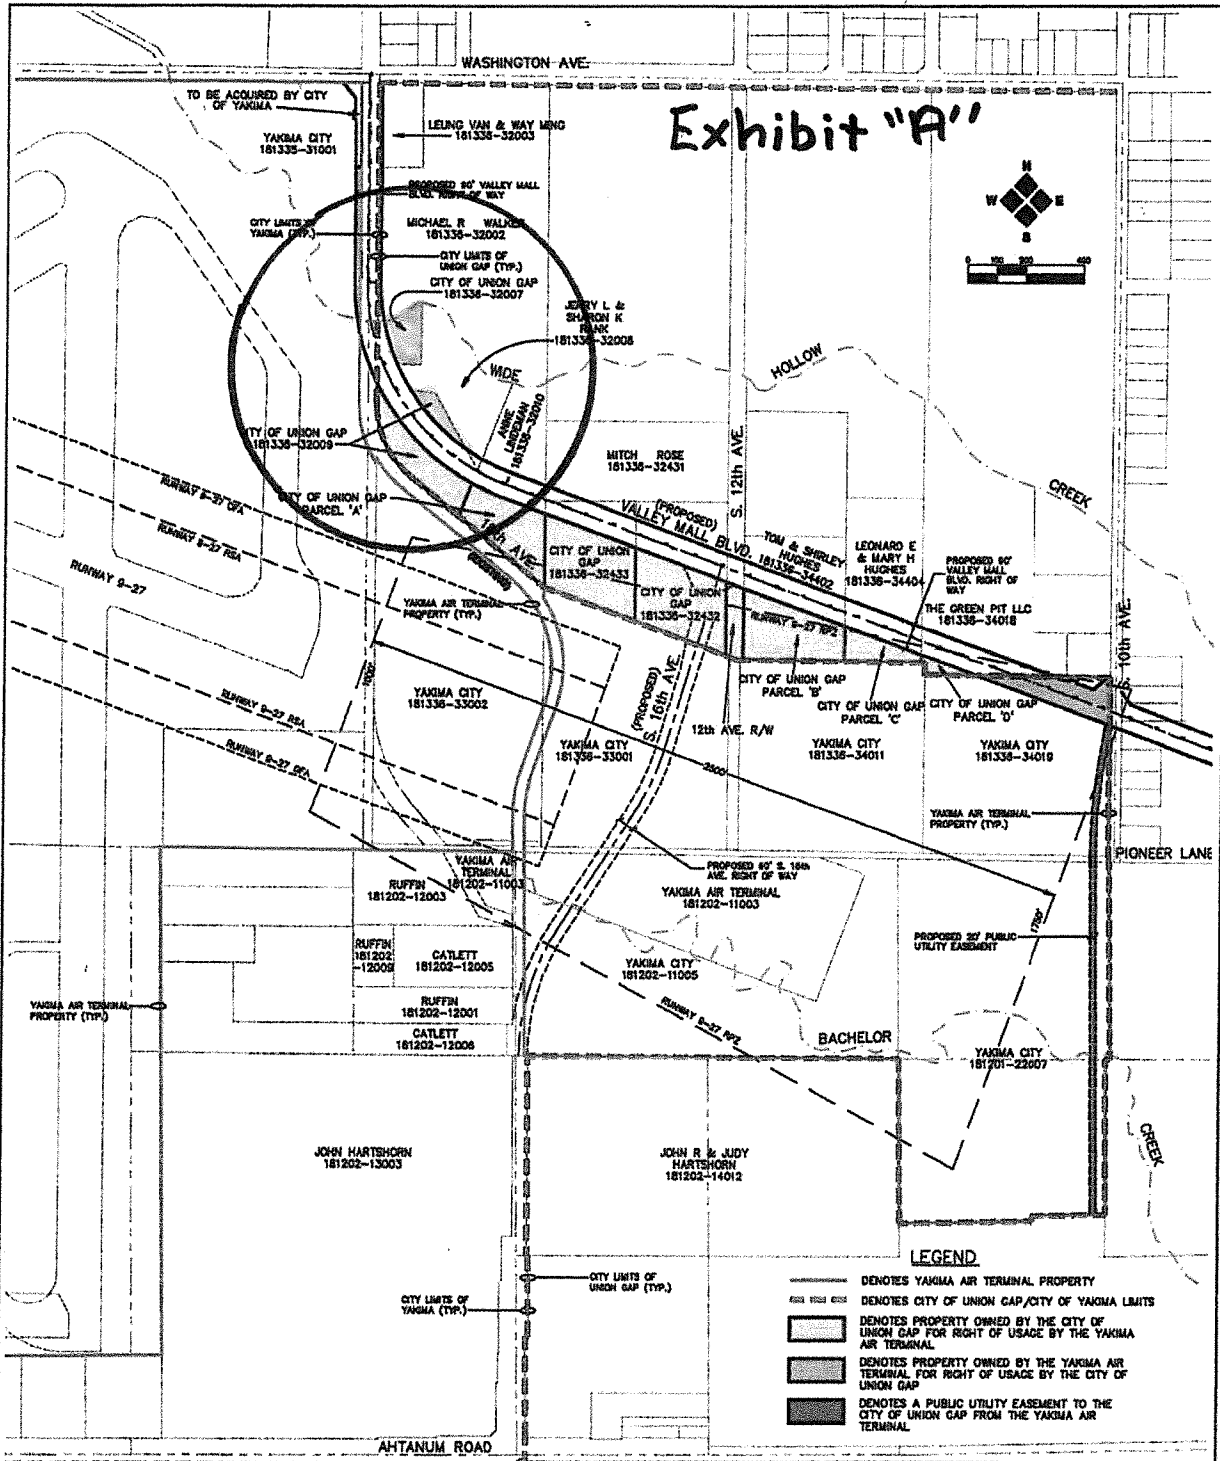 WASHINGTON AVE.
Exhibit "A"
TO BE ACQUIRED BY CITY
OF YAKIMA
YAKIMA CITY
181335-31001
LEUNG VAN & WAY MING
181336-32003
PROPOSED 80' VALLEY MALL
BLVD. RIGHT OF WAY
CITY LIMITS OF
YAKIMA (TYP.)
MICHAEL R WALKER
181336-32002
CITY LIMITS OF
UNION GAP (TYP.)
CITY OF UNION GAP
181336-32007
JERRY L &
SHARON K
RANK
181336-32008
N
W
E
S
0 100 200 400
WIDE
HOLLOW
CREEK
ANNE
LINDEMAN
181336-32010
CITY OF UNION GAP
181336-32009
CITY OF UNION GAP
PARCEL 'A'
MITCH ROSE
181336-32431
S. 12th AVE.
(PROPOSED)
VALLEY MALL BLVD.
TOM & SHIRLEY
HUGHES
181336-34402
LEONARD E
& MARY H
HUGHES
181336-34404
PROPOSED 80'
VALLEY MALL
BLVD. RIGHT OF
WAY
THE GREEN PIT LLC
181336-34018
S. 10th AVE.
RUNWAY 9-27 OFA
RUNWAY 9-27 RSA
RUNWAY 9-27
16th AVE.
CITY OF UNION
GAP
181336-32433
CITY OF UNION
GAP
181336-32432
RUNWAY 9-27 RPZ
YAKIMA AIR TERMINAL
PROPERTY (TYP.)
1000'
YAKIMA CITY
181336-33002
(PROPOSED)
S. 16th AVE.
YAKIMA CITY
181336-33001
12th AVE. R/W
CITY OF UNION GAP
PARCEL 'B'
CITY OF UNION GAP
PARCEL 'C'
CITY OF UNION GAP
PARCEL 'D'
YAKIMA CITY
181336-34011
YAKIMA CITY
181336-34019
RUNWAY 9-27 RSA
RUNWAY 9-27 OFA
2500'
YAKIMA AIR TERMINAL
PROPERTY (TYP.)
PIONEER LANE
YAKIMA AIR
TERMINAL
181202-11003
RUFFIN
181202-12003
PROPOSED 60' S. 16th
AVE. RIGHT OF WAY
YAKIMA AIR TERMINAL
181202-11003
1750'
PROPOSED 20' PUBLIC
UTILITY EASEMENT
RUFFIN
181202
-12009
CATLETT
181202-12005
YAKIMA CITY
181202-11005
RUFFIN
181202-12001
CATLETT
181202-12006
YAKIMA AIR TERMINAL
PROPERTY (TYP.)
RUNWAY 9-27 RPZ
BACHELOR
YAKIMA CITY
181201-22007
CREEK
JOHN HARTSHORN
181202-13003
JOHN R & JUDY
HARTSHORN
181202-14012
CITY LIMITS OF
UNION GAP (TYP.)
CITY LIMITS OF
YAKIMA (TYP.)
AHTANUM ROAD
LEGEND
DENOTES YAKIMA AIR TERMINAL PROPERTY
DENOTES CITY OF UNION GAP/CITY OF YAKIMA LIMITS
DENOTES PROPERTY OWNED BY THE CITY OF
UNION GAP FOR RIGHT OF USAGE BY THE YAKIMA
AIR TERMINAL
DENOTES PROPERTY OWNED BY THE YAKIMA AIR
TERMINAL FOR RIGHT OF USAGE BY THE CITY OF
UNION GAP
DENOTES A PUBLIC UTILITY EASEMENT TO THE
CITY OF UNION GAP FROM THE YAKIMA AIR
TERMINAL